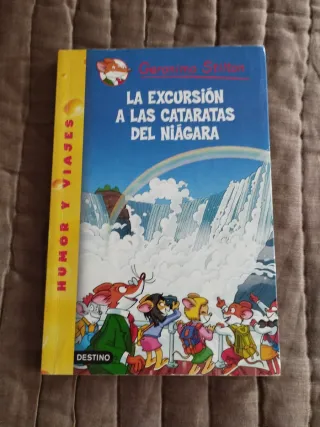 Geronimo Stilton
LA EXCURSIÓN
A LAS CATARATAS
DEL NIÁGARA
HUMOR Y VIAJES
DESTINO